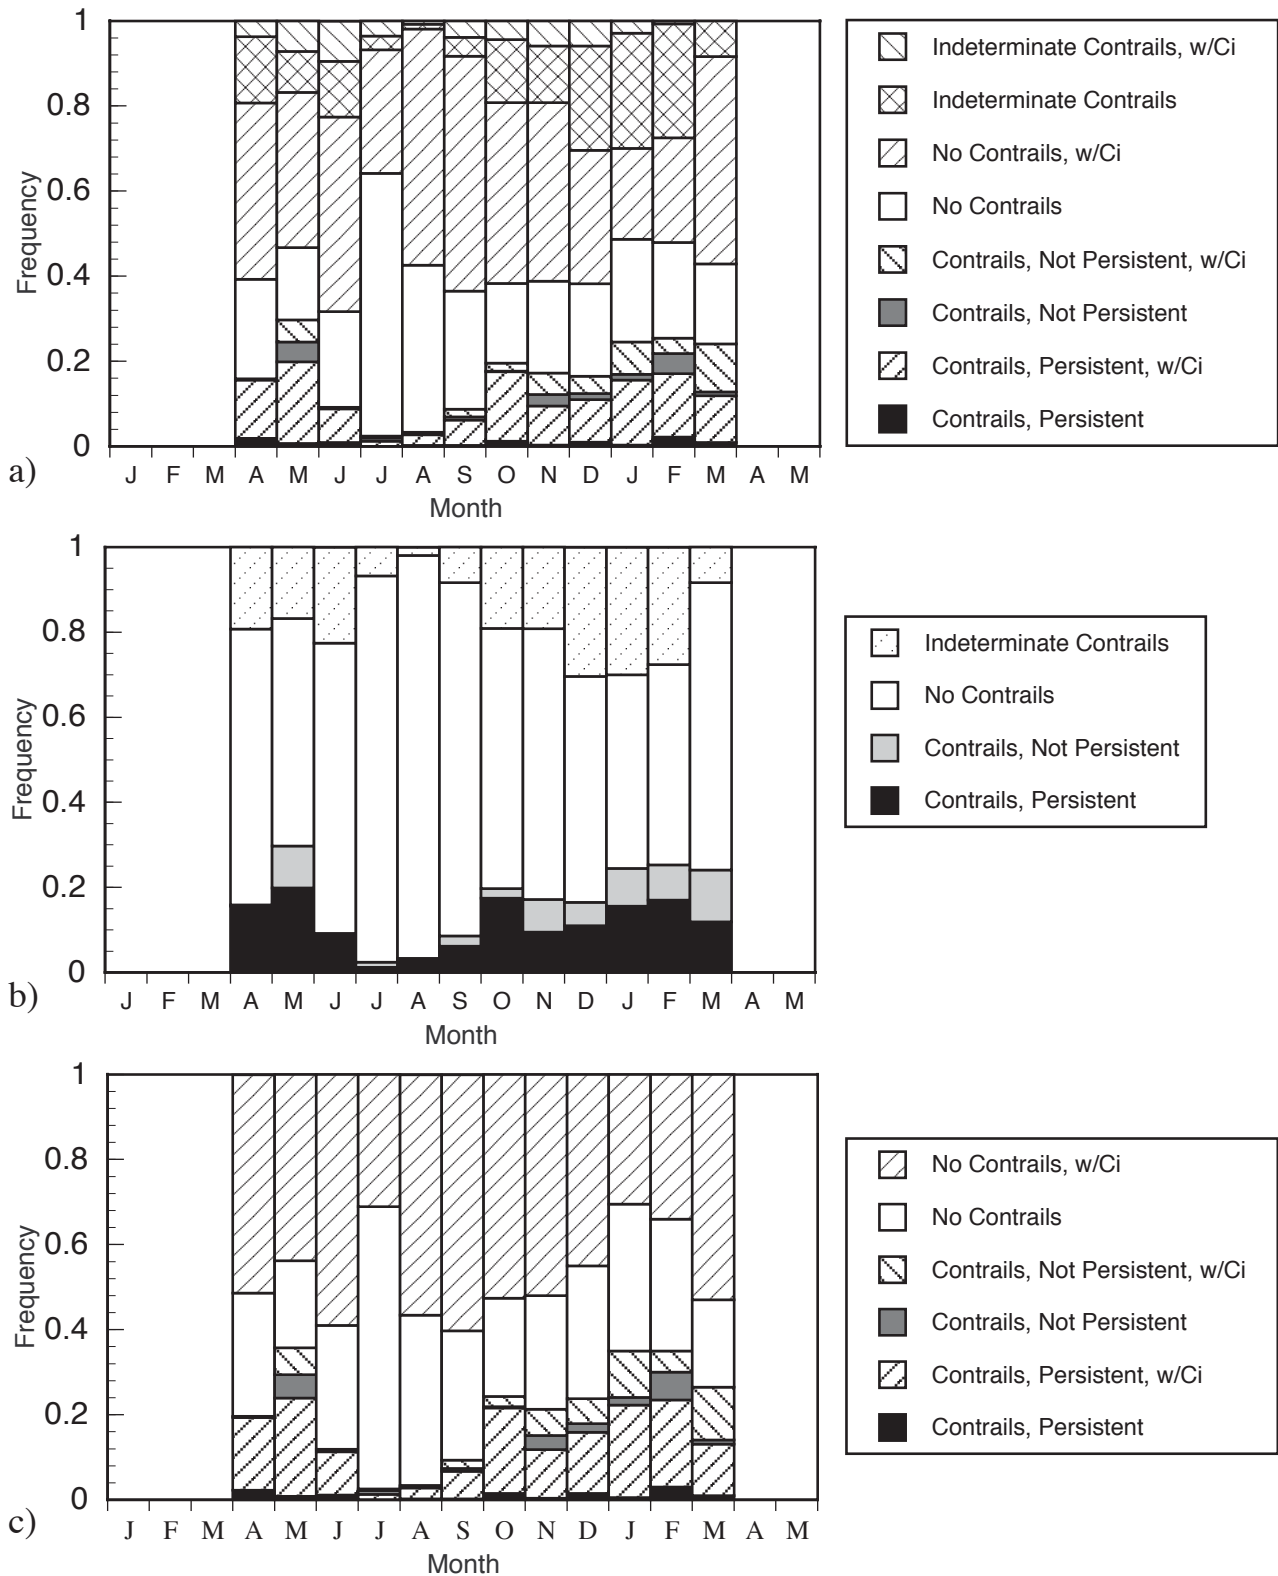 1
0.8
0.6
0.4
0.2
0
Frequency
J F M A M J J A S O N D J F M A M
Month
a)
Indeterminate Contrails, w/Ci
Indeterminate Contrails
No Contrails, w/Ci
No Contrails
Contrails, Not Persistent, w/Ci
Contrails, Not Persistent
Contrails, Persistent, w/Ci
Contrails, Persistent
1
0.8
0.6
0.4
0.2
0
Frequency
J F M A M J J A S O N D J F M A M
Month
b)
Indeterminate Contrails
No Contrails
Contrails, Not Persistent
Contrails, Persistent
1
0.8
0.6
0.4
0.2
0
Frequency
J F M A M J J A S O N D J F M A M
Month
c)
No Contrails, w/Ci
No Contrails
Contrails, Not Persistent, w/Ci
Contrails, Not Persistent
Contrails, Persistent, w/Ci
Contrails, Persistent